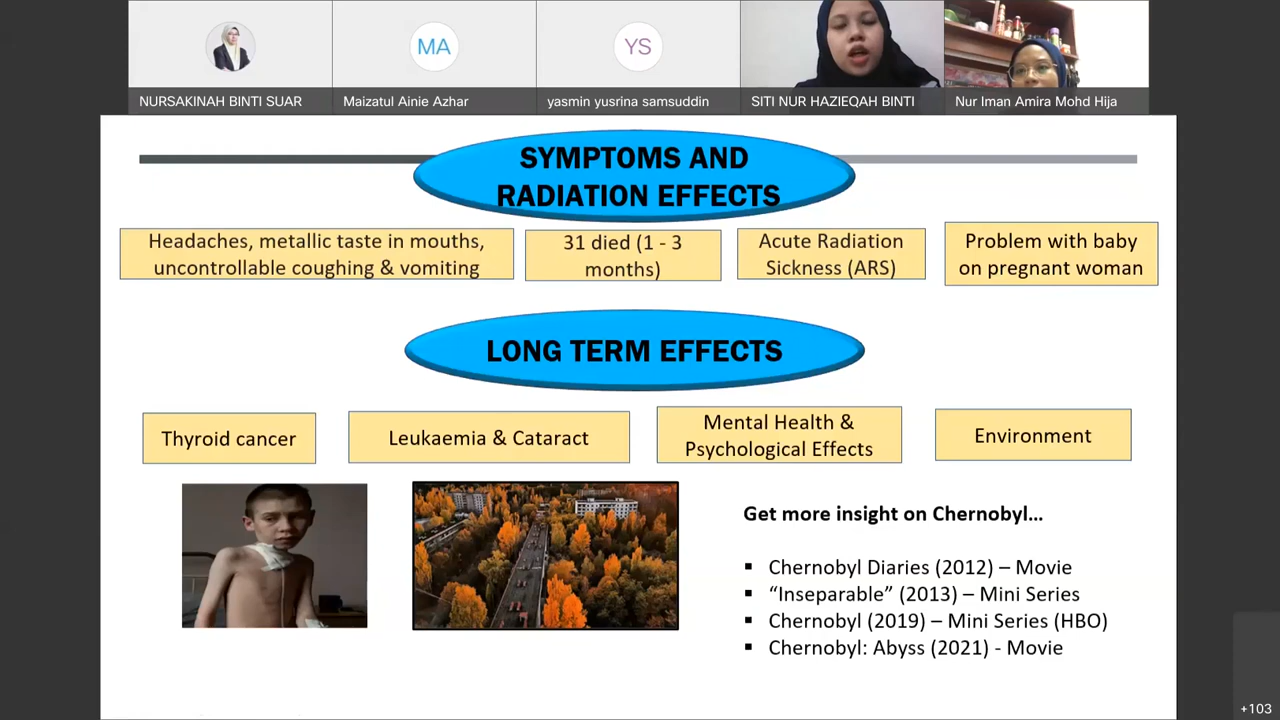 MA
YS
NURSAKINAH BINTI SUAR
Maizatul Ainie Azhar
yasmin yusrina samsuddin
SITI NUR HAZIEQAH BINTI
Nur Iman Amira Mohd Hija
SYMPTOMS AND
RADIATION EFFECTS
Headaches, metallic taste in mouths,
uncontrollable coughing & vomiting
31 died (1 - 3
months)
Acute Radiation
Sickness (ARS)
Problem with baby
on pregnant woman
LONG TERM EFFECTS
Thyroid cancer
Leukaemia & Cataract
Mental Health &
Psychological Effects
Environment
Get more insight on Chernobyl...
▪ Chernobyl Diaries (2012) – Movie
▪ “Inseparable” (2013) – Mini Series
▪ Chernobyl (2019) – Mini Series (HBO)
▪ Chernobyl: Abyss (2021) - Movie
+103